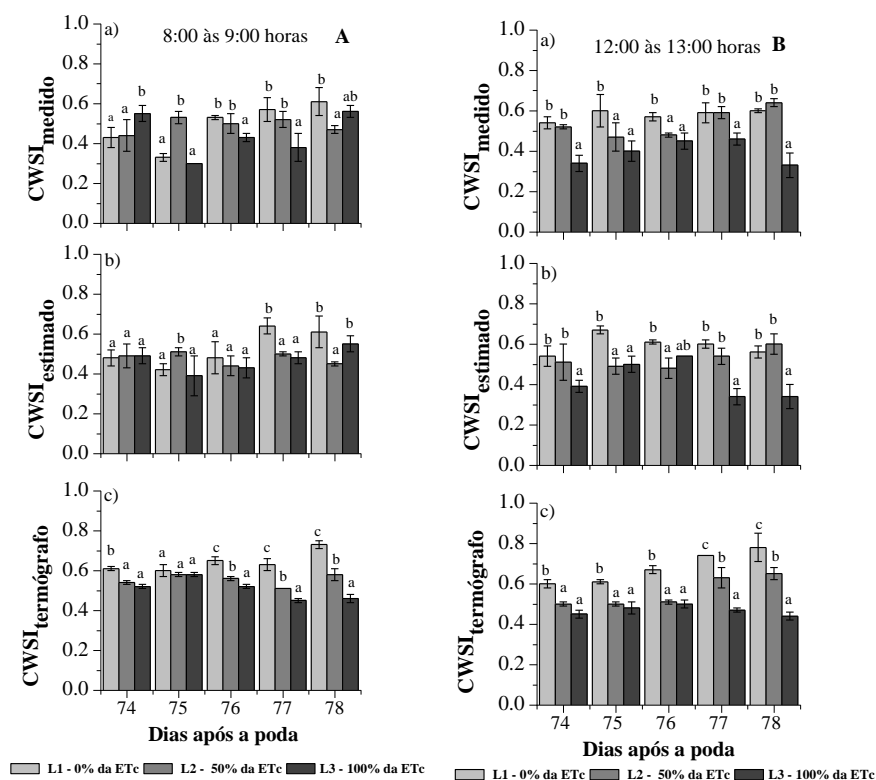 a) 8:00 às 9:00 horas A
CWSI medido
1.0
0.8
0.6
0.4
0.2
0.0
a a b
a b a
b b a
b b a
b a ab
b)
CWSI estimado
1.0
0.8
0.6
0.4
0.2
0.0
a a a
a b a
a a a
b a a
b a b
c)
CWSI termógrafo
1.0
0.8
0.6
0.4
0.2
0.0
b a a
a a a
c b a
c b a
c b a
74 75 76 77 78
Dias após a poda
L1 - 0% da ETc L2 - 50% da ETc L3 - 100% da ETc
a) 12:00 às 13:00 horas B
CWSI medido
1.0
0.8
0.6
0.4
0.2
0.0
b b a
b a a
b a a
b b a
b b a
b)
CWSI estimado
1.0
0.8
0.6
0.4
0.2
0.0
b b a
b a a
b a ab
b b a
b b a
c)
CWSI termógrafo
1.0
0.8
0.6
0.4
0.2
0.0
b a a
b a a
b a a
c b a
c b a
74 75 76 77 78
Dias após a poda
L1 - 0% da ETc L2 - 50% da ETc L3 - 100% da ETc